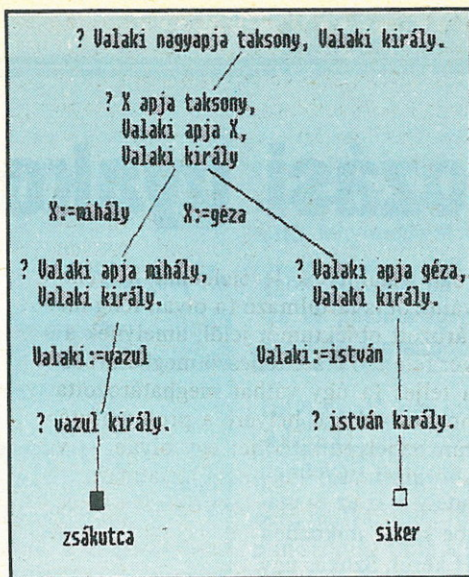 ? Valaki nagyapja taksony, Valaki király.
? X apja taksony,
Valaki apja X,
Valaki király
X:=mihály
X:=géza
? Valaki apja mihály,
Valaki király.
? Valaki apja géza,
Valaki király.
Valaki:=vazul
Valaki:=istván
? vazul király.
? istván király.
zsákutca
siker